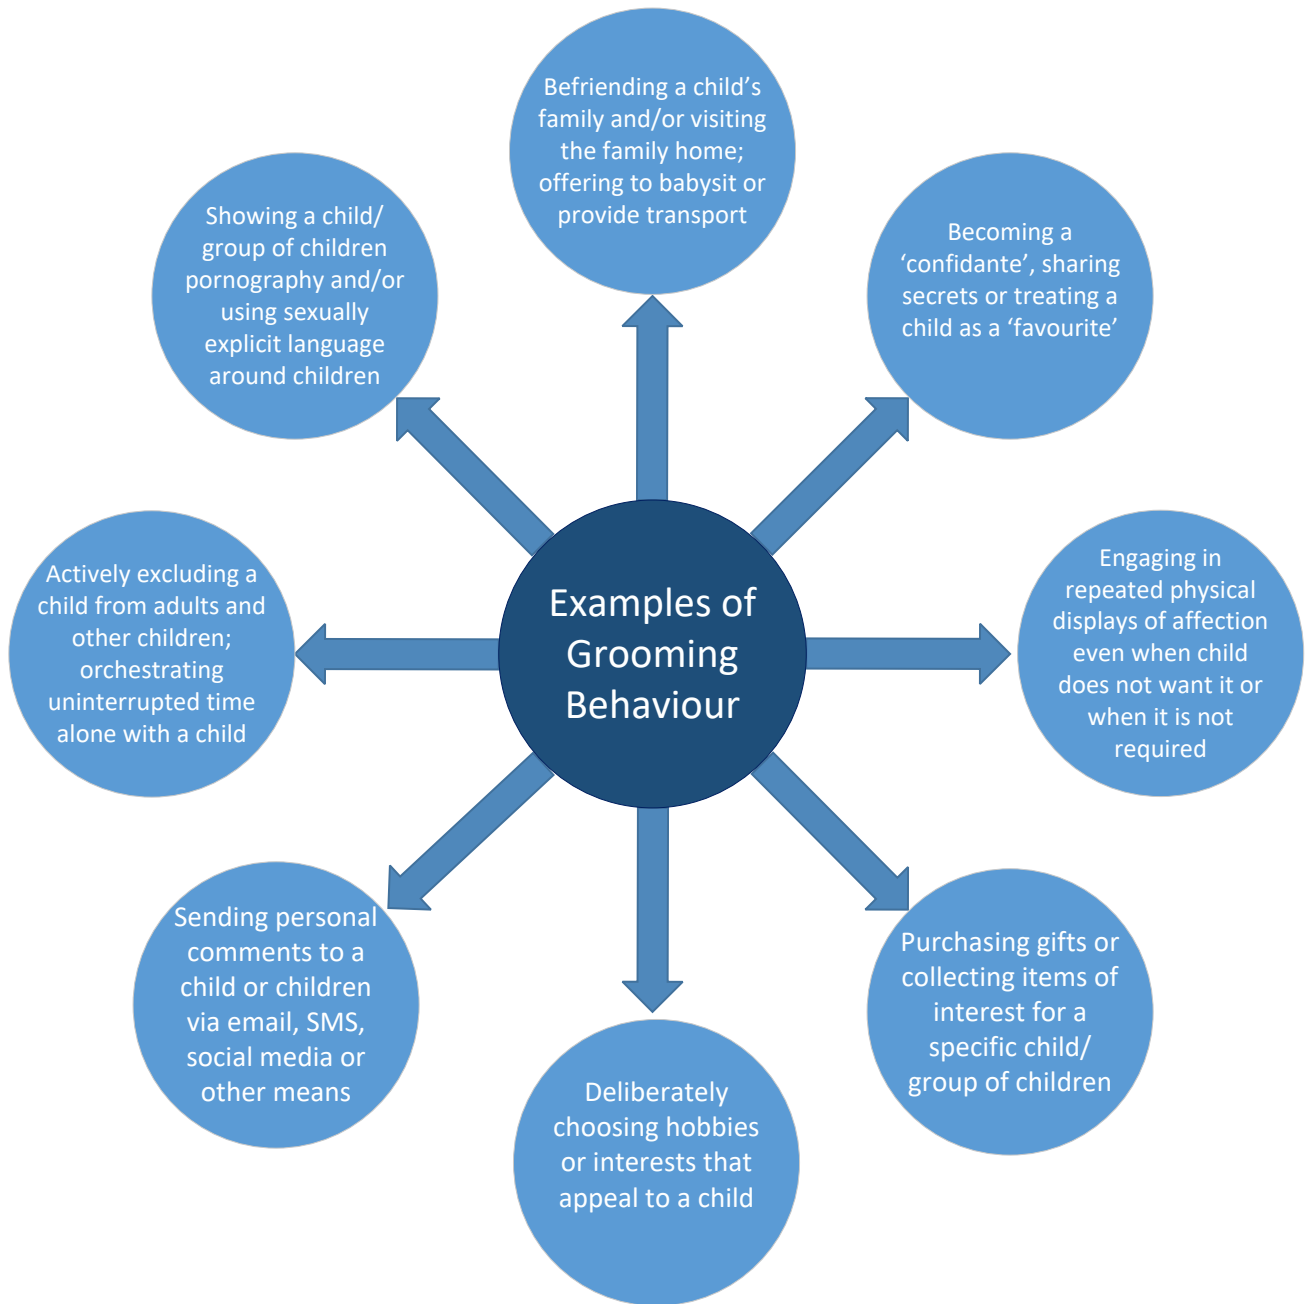 Examples of
Grooming
Behaviour
Befriending a child’s
family and/or visiting
the family home;
offering to babysit or
provide transport
Becoming a
‘confidante’, sharing
secrets or treating a
child as a ‘favourite’
Engaging in
repeated physical
displays of affection
even when child
does not want it or
when it is not
required
Purchasing gifts or
collecting items of
interest for a
specific child/
group of children
Deliberately
choosing hobbies
or interests that
appeal to a child
Sending personal
comments to a
child or children
via email, SMS,
social media or
other means
Actively excluding a
child from adults and
other children;
orchestrating
uninterrupted time
alone with a child
Showing a child/
group of children
pornography and/or
using sexually
explicit language
around children